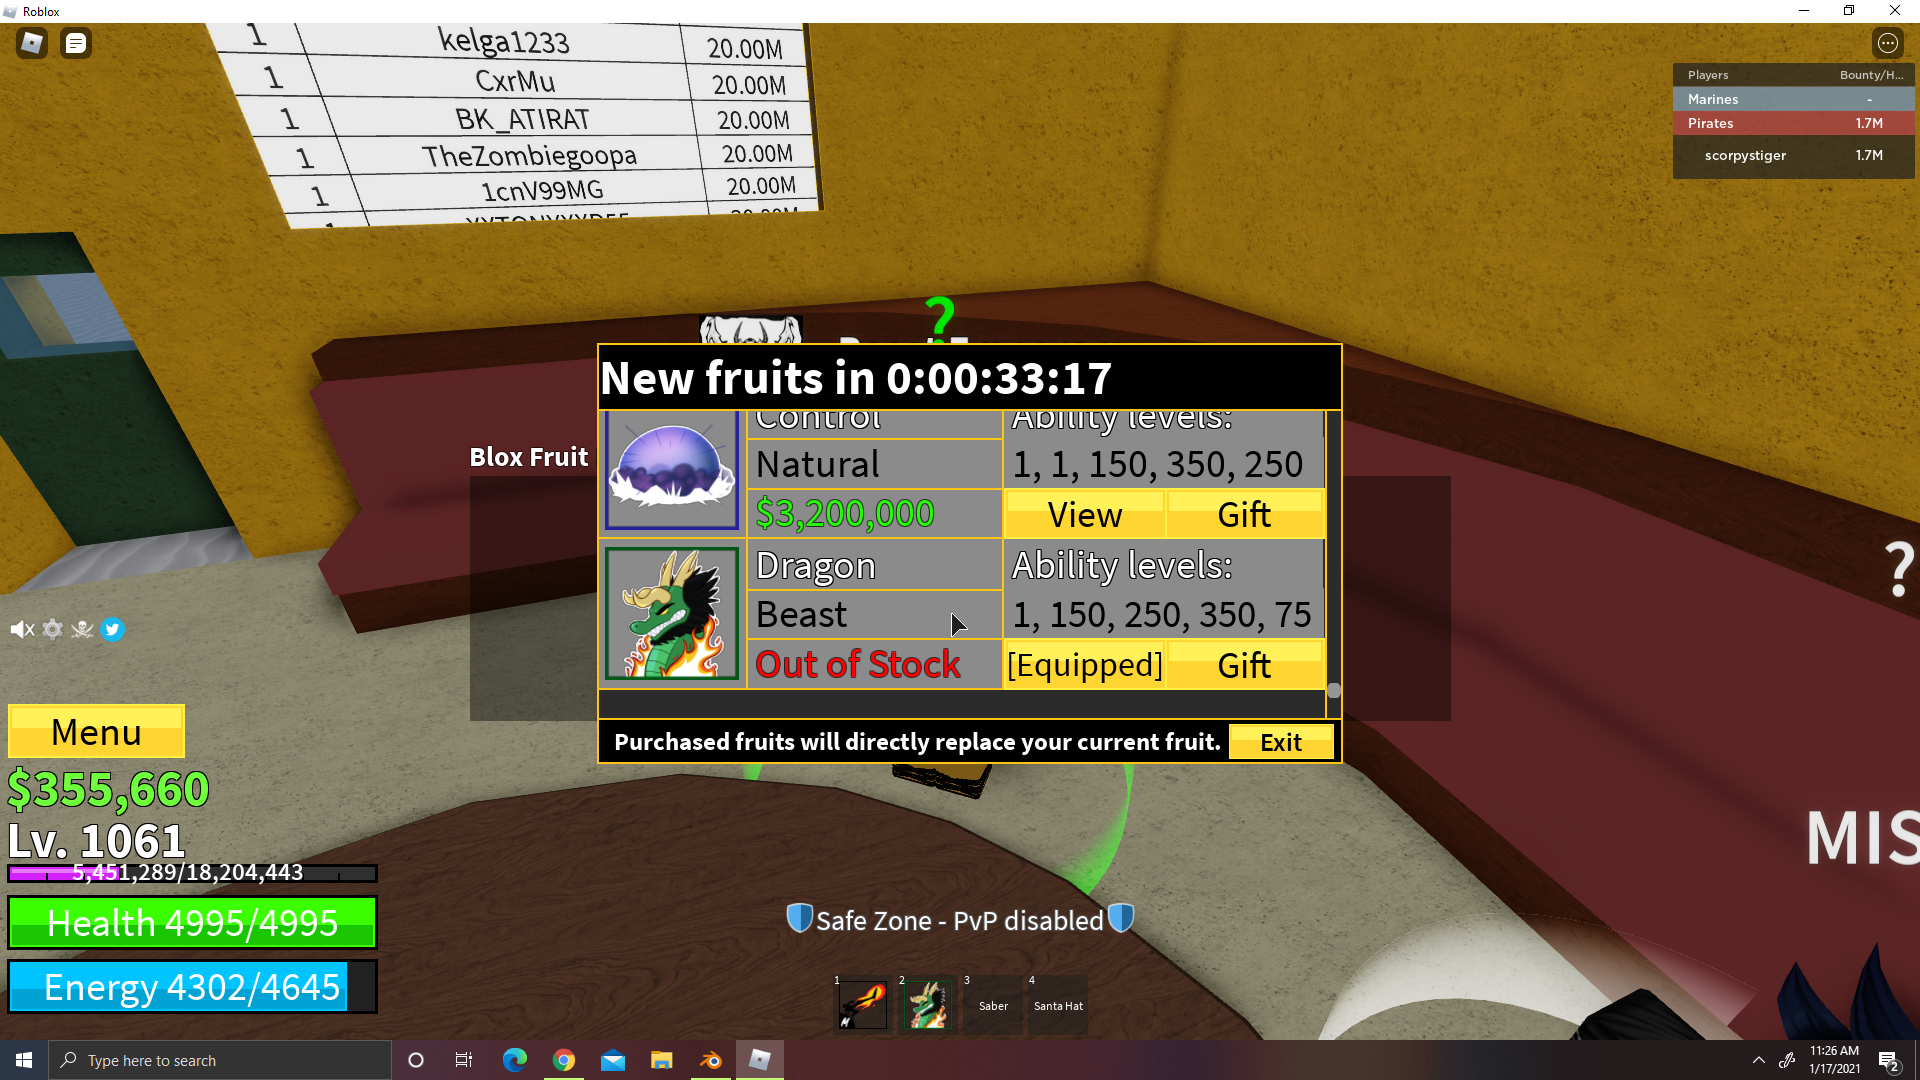 Roblox
1 kelga1233 20.00M
1 CxrMu 20.00M
1 BK_ATIRAT 20.00M
1 TheZombiegoopa 20.00M
1 1cnV99MG 20.00M
Players Bounty/H...
Marines -
Pirates 1.7M
scorpystiger 1.7M
?
New fruits in 0:00:33:17
Blox Fruit
Control Ability levels:
Natural 1, 1, 150, 350, 250
$3,200,000 View Gift
Dragon Ability levels:
Beast 1, 150, 250, 350, 75
Out of Stock [Equipped] Gift
Purchased fruits will directly replace your current fruit. Exit
?
MIS
Menu
$355,660
Lv. 1061
5,451,289/18,204,443
Health 4995/4995
Energy 4302/4645
Safe Zone - PvP disabled
1 2 3 4
Saber Santa Hat
Type here to search
11:26 AM
1/17/2021
2